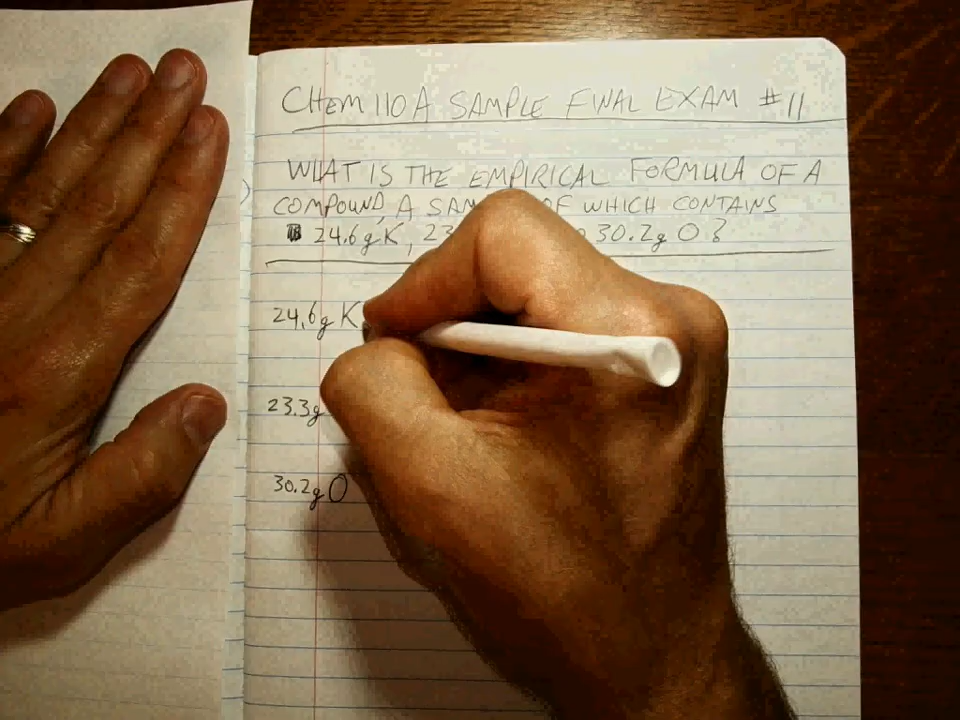 CHEM 110A SAMPLE FINAL EXAM #11
WHAT IS THE EMPIRICAL FORMULA OF A
COMPOUND, A OF WHICH CONTAINS
24.6g K, 30.2g O?
24.6g K
23.3g
30.2g O